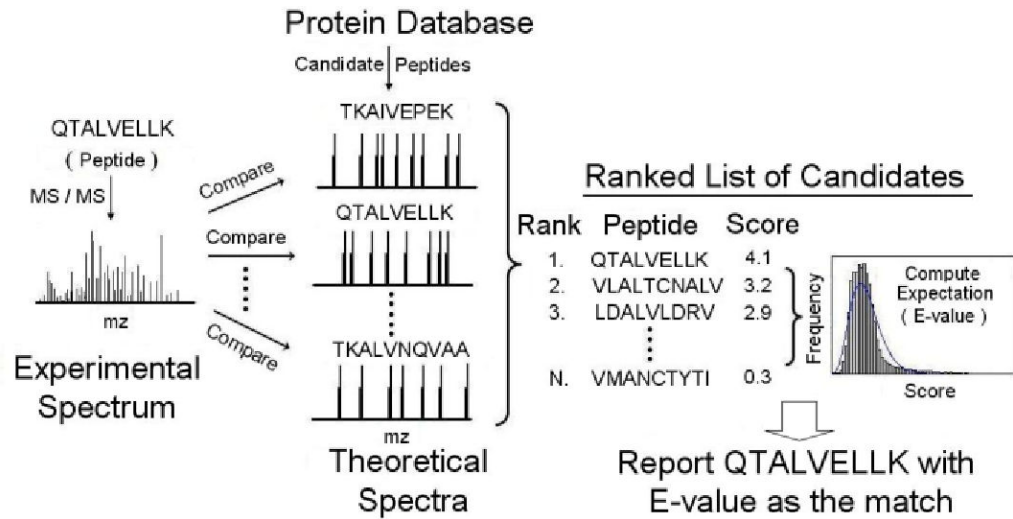 Protein Database
Candidate Peptides
TKAIVEPEK
QTALVELLK
( Peptide )
MS / MS
Compare
QTALVELLK
Compare
Compare
TKALVNQVAA
mz
Experimental
Spectrum
mz
Theoretical
Spectra
Ranked List of Candidates
Rank Peptide Score
1. QTALVELLK 4.1
2. VLALTCNALV 3.2
3. LDALVLDRV 2.9
N. VMANCTYTI 0.3
Frequency
Compute
Expectation
( E-value )
Score
Report QTALVELLK with
E-value as the match